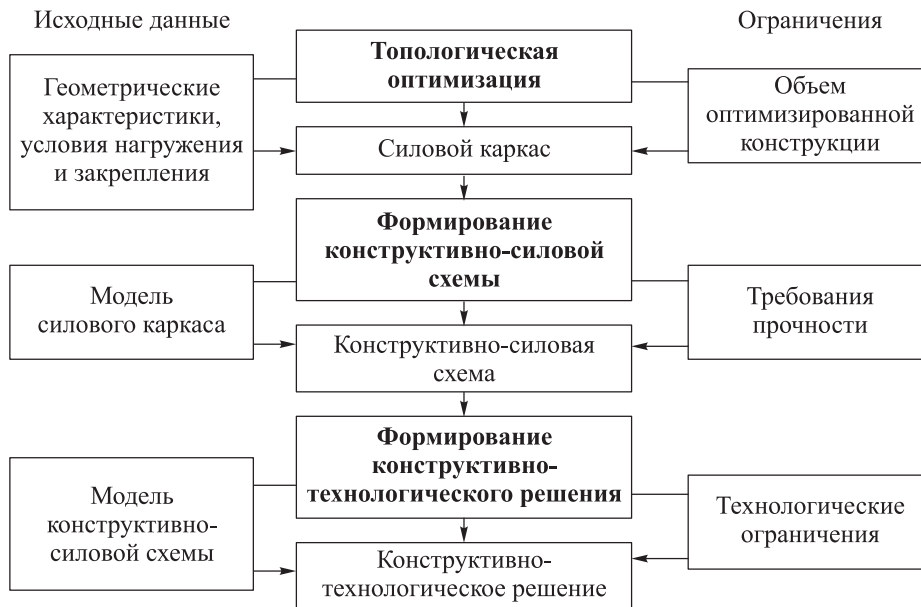 Исходные данные
Ограничения
Топологическая
оптимизация
Геометрические
характеристики,
условия нагружения
и закрепления
Объем
оптимизированной
конструкции
Силовой каркас
Формирование
конструктивно-силовой
схемы
Модель
силового каркаса
Требования
прочности
Конструктивно-силовая
схема
Формирование
конструктивно-
технологического решения
Модель
конструктивно-
силовой схемы
Технологические
ограничения
Конструктивно-
технологическое решение